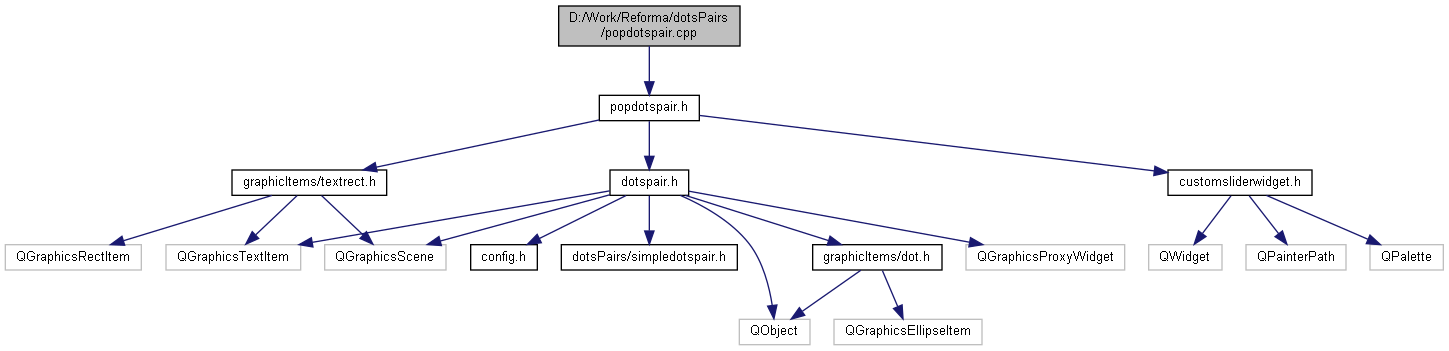 D:/Work/Reforma/dotsPairs
/popdotspair.cpp
popdotspair.h
graphicItems/textrect.h
dotspair.h
customsliderwidget.h
QGraphicsRectItem
QGraphicsTextItem
QGraphicsScene
config.h
dotsPairs/simpledotspair.h
graphicItems/dot.h
QGraphicsProxyWidget
QWidget
QPainterPath
QPalette
QObject
QGraphicsEllipseItem